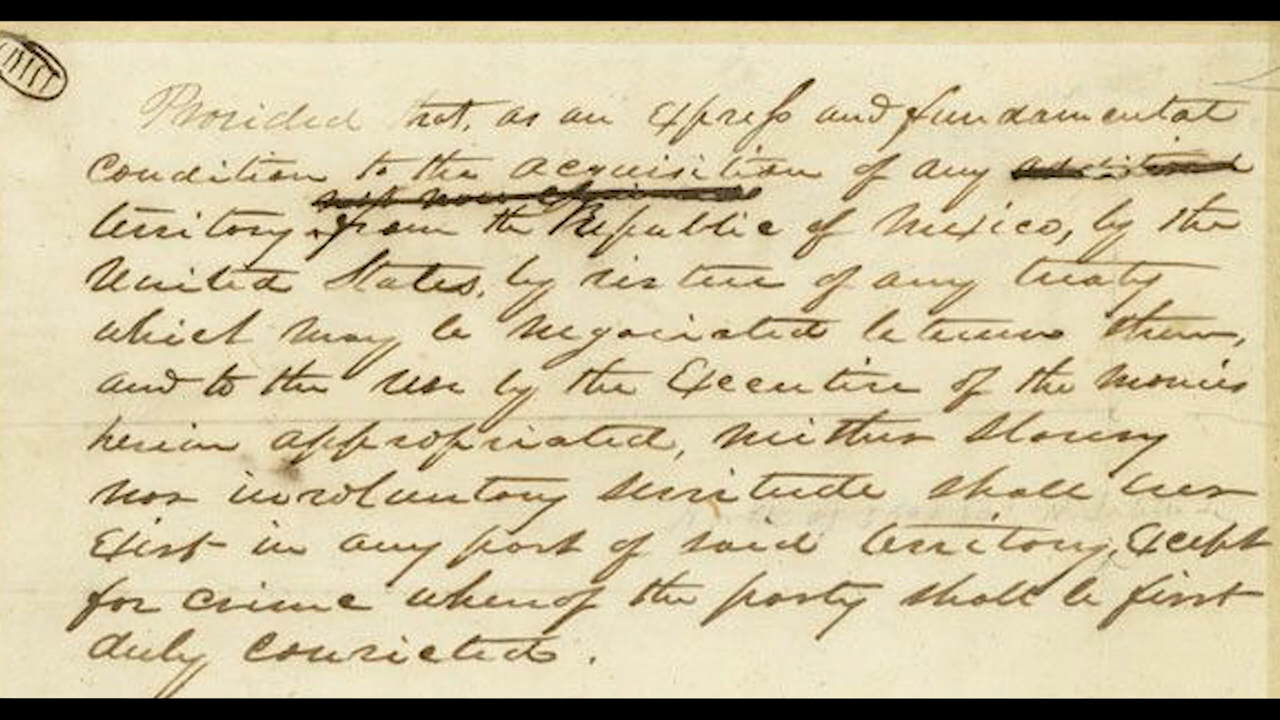 Provided that, as an express and fundamental
condition to the acquisition of any
territory from the Republic of Mexico, by the
United States, by virtue of any treaty
which may be negociated between them,
and to the use by the Executive of the monies
herein appropriated, neither slavery
nor involuntary servitude shall ever
exist in any part of said territory, except
for crime whereof the party shall be first
duly convicted.